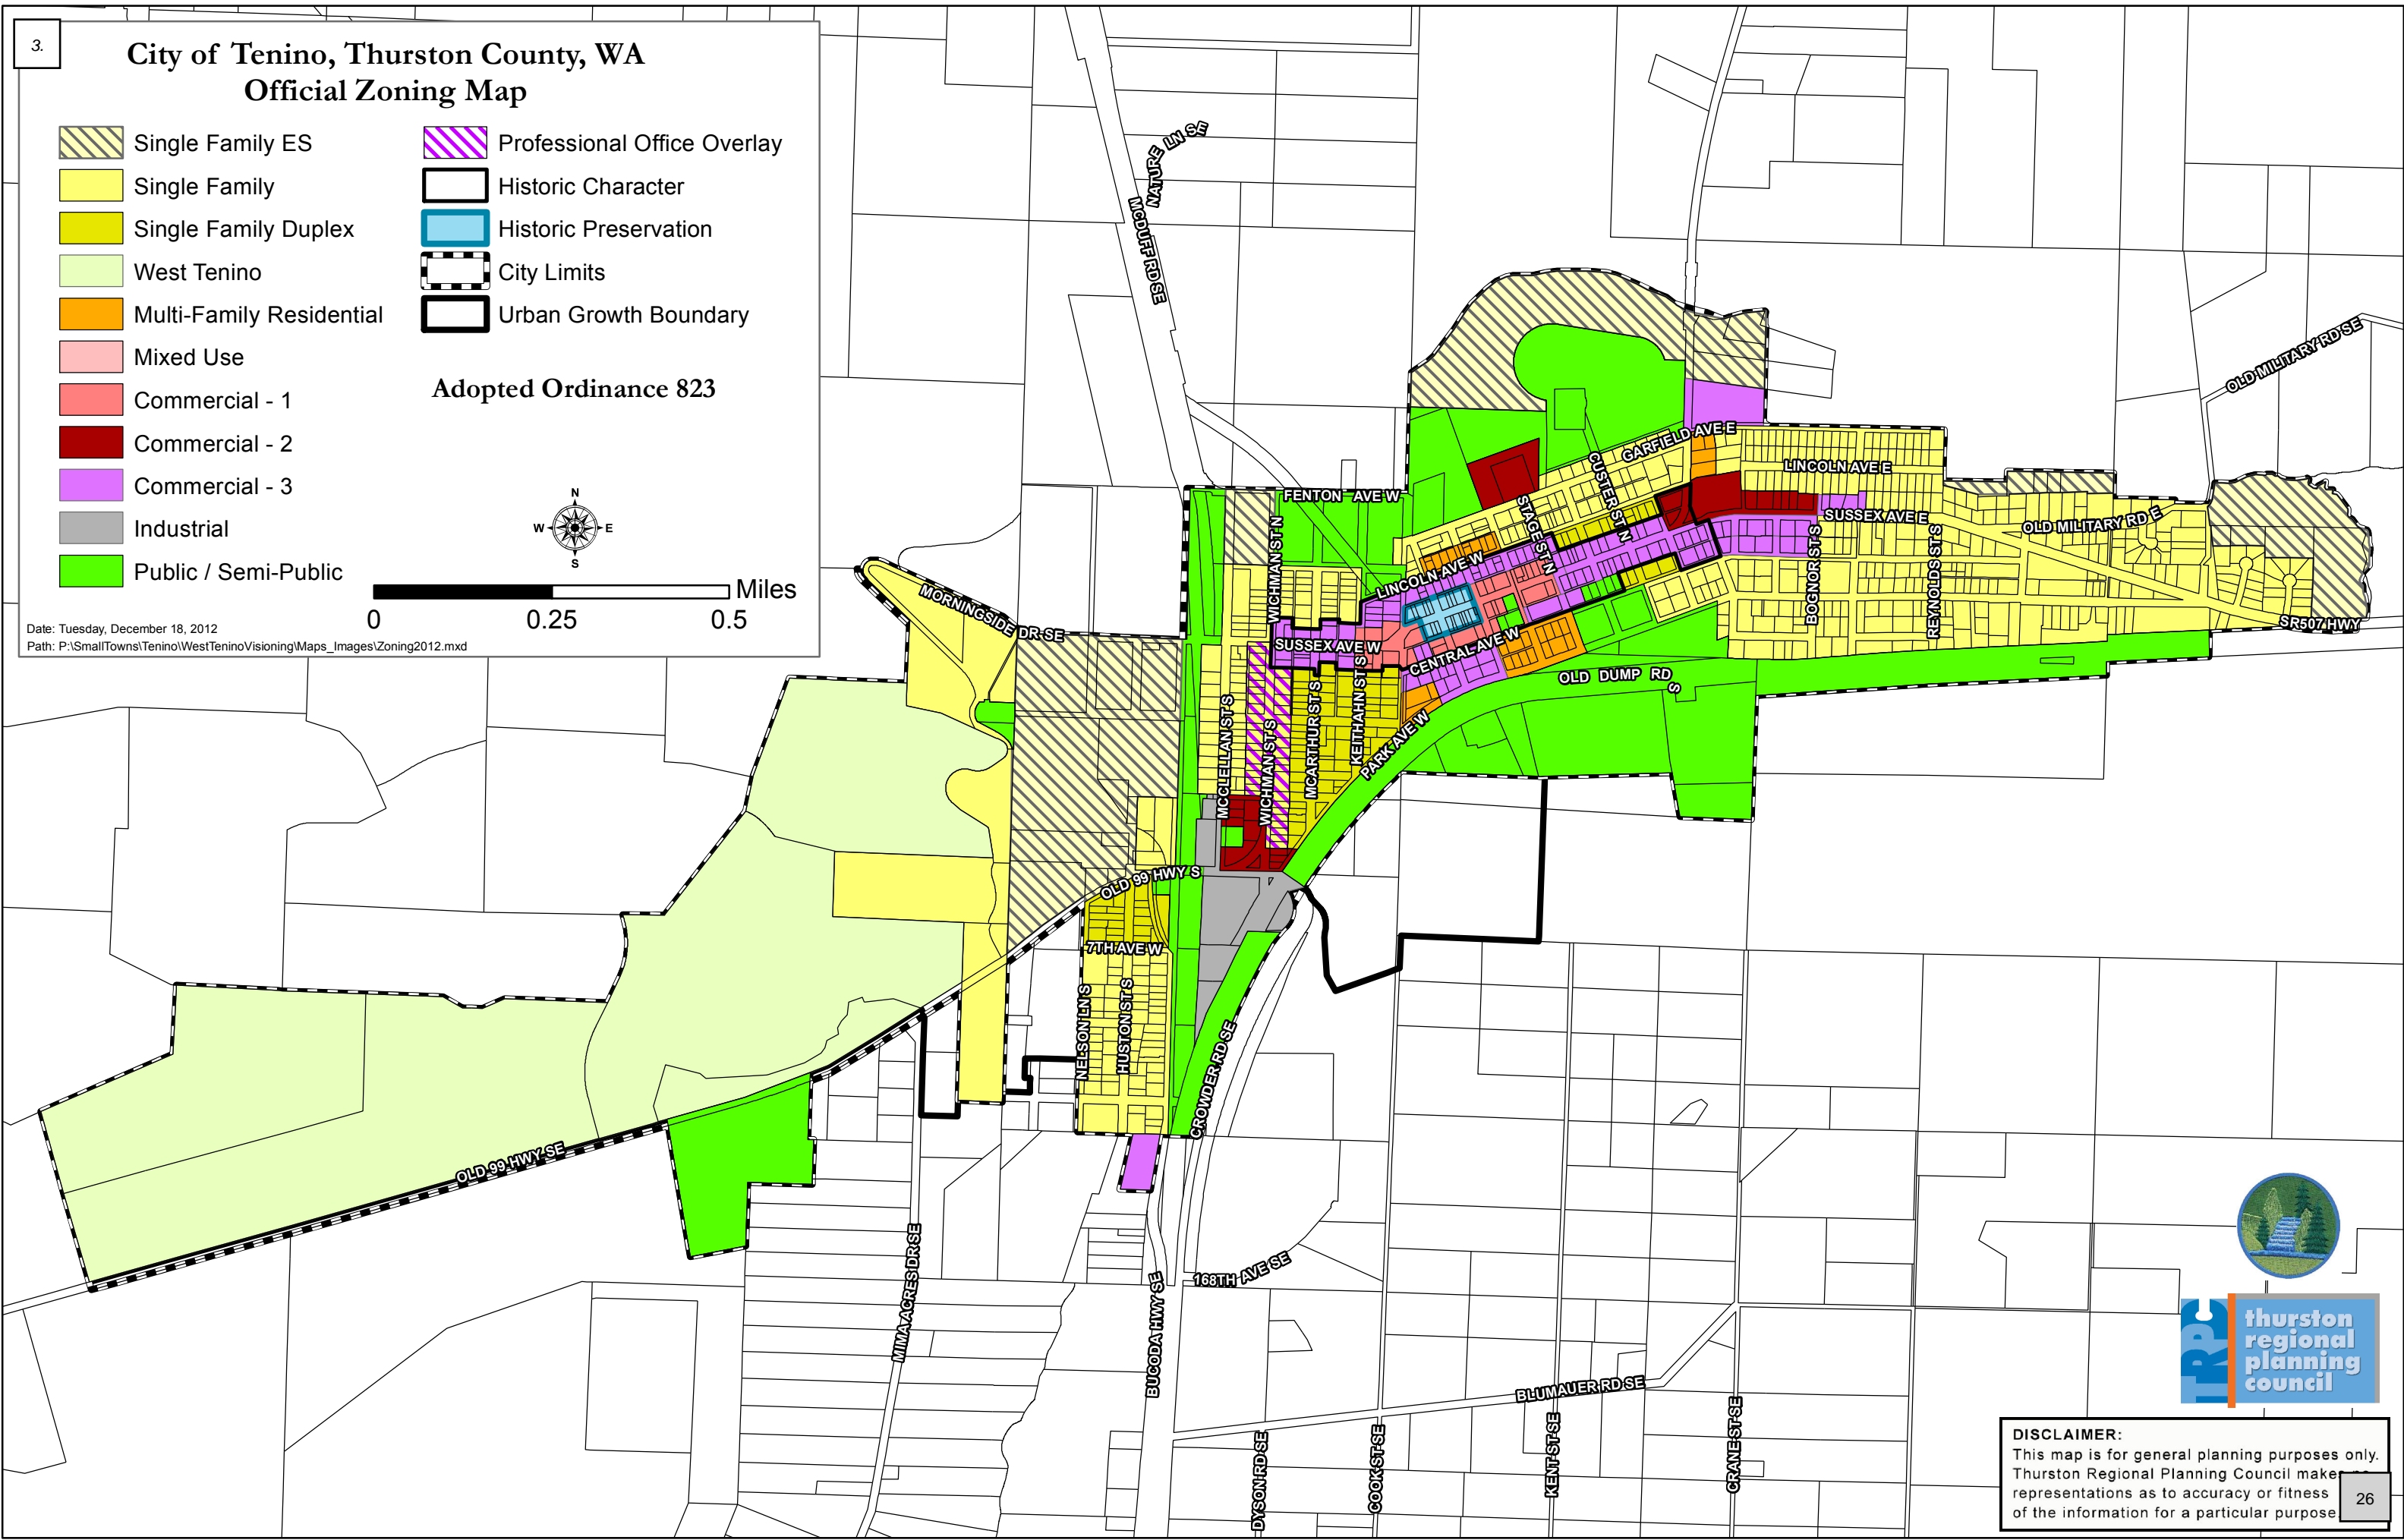 3.
City of Tenino, Thurston County, WA
Official Zoning Map
Single Family ES
Single Family
Single Family Duplex
West Tenino
Multi-Family Residential
Mixed Use
Commercial - 1
Commercial - 2
Commercial - 3
Industrial
Public / Semi-Public
Professional Office Overlay
Historic Character
Historic Preservation
City Limits
Urban Growth Boundary
Adopted Ordinance 823
N
W E
S
Miles
0 0.25 0.5
Date: Tuesday, December 18, 2012
Path: P:\SmallTowns\Tenino\WestTeninoVisioning\Maps_Images\Zoning2012.mxd
NATURE LN SE
MCDUFF RD SE
OLD MILITARY RD SE
GARFIELD AVE E
LINCOLN AVE E
CUSTER ST N
FENTON AVE W
STAGE ST N
SUSSEX AVE E
OLD MILITARY RD E
WICHMAN ST N
LINCOLN AVE W
BOGNOR ST S
REYNOLDS ST S
MORNINGSIDE DR SE
SR507 HWY
SUSSEX AVE W
CENTRAL AVE W
OLD DUMP RD S
MCCLELLAN ST S
WICHMAN ST S
MCARTHUR ST S
KEITHAHN ST S
PARK AVE W
OLD 99 HWY S
7TH AVE W
NELSON LN S
HUSTON ST S
CROWDER RD SE
OLD 99 HWY SE
MIMA ACRES DR SE
BUCODA HWY SE
168TH AVE SE
BLUMAUER RD SE
DYSON RD SE
COOK ST SE
KENT ST SE
CRANE ST SE
TRPC
thurston
regional
planning
council
DISCLAIMER:
This map is for general planning purposes only.
Thurston Regional Planning Council makes
representations as to accuracy or fitness
of the information for a particular purpose
26